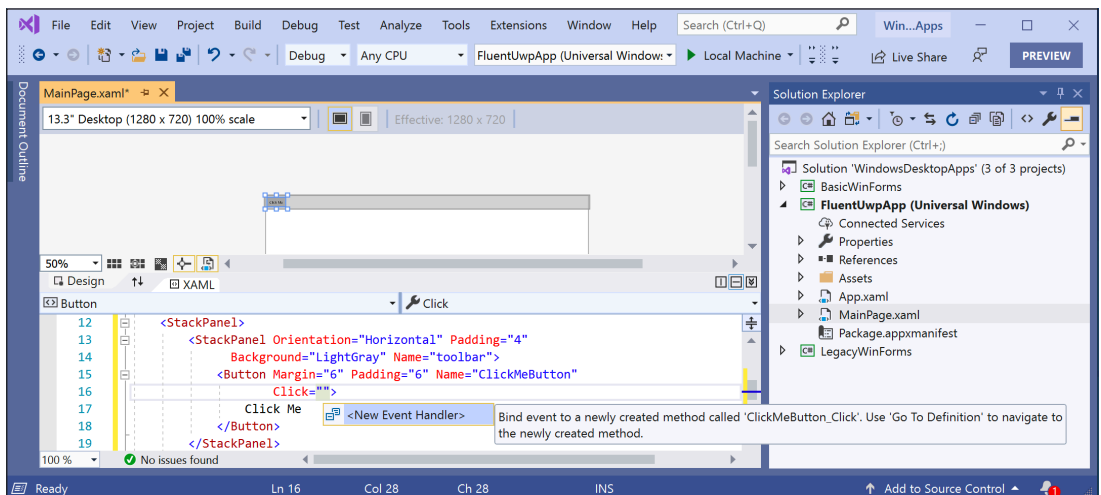 File Edit View Project Build Debug Test Analyze Tools Extensions Window Help Search (Ctrl+Q) Win...Apps
Debug Any CPU FluentUwpApp (Universal Window: Local Machine Live Share PREVIEW
Document Outline
MainPage.xaml*
13.3" Desktop (1280 x 720) 100% scale Effective: 1280 x 720
50%
Design XAML
Button Click
12 <StackPanel>
13 <StackPanel Orientation="Horizontal" Padding="4"
14 Background="LightGray" Name="toolbar">
15 <Button Margin="6" Padding="6" Name="ClickMeButton"
16 Click="">
17 Click Me
18 </Button>
19 </StackPanel>
<New Event Handler>
Bind event to a newly created method called 'ClickMeButton_Click'. Use 'Go To Definition' to navigate to
the newly created method.
100 % No issues found
Solution Explorer
Search Solution Explorer (Ctrl+;)
Solution 'WindowsDesktopApps' (3 of 3 projects)
C# BasicWinForms
C# FluentUwpApp (Universal Windows)
Connected Services
Properties
References
Assets
App.xaml
MainPage.xaml
Package.appxmanifest
C# LegacyWinForms
Ready Ln 16 Col 28 Ch 28 INS Add to Source Control 1